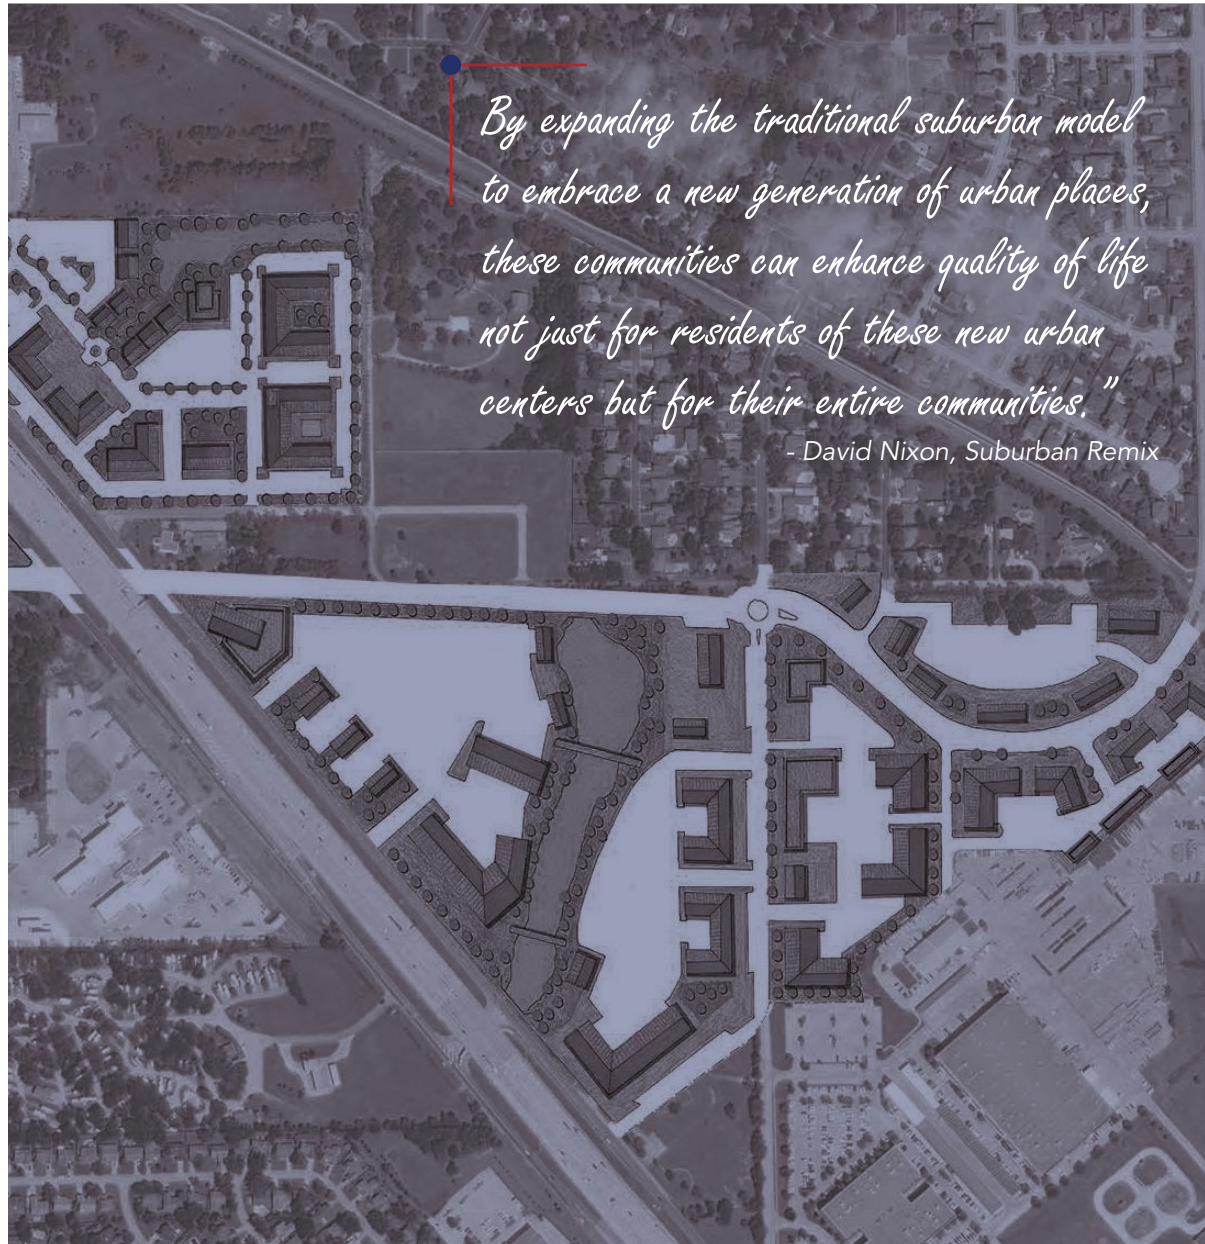 By expanding the traditional suburban model
to embrace a new generation of urban places,
these communities can enhance quality of life
not just for residents of these new urban
centers but for their entire communities.”
- David Nixon, Suburban Remix